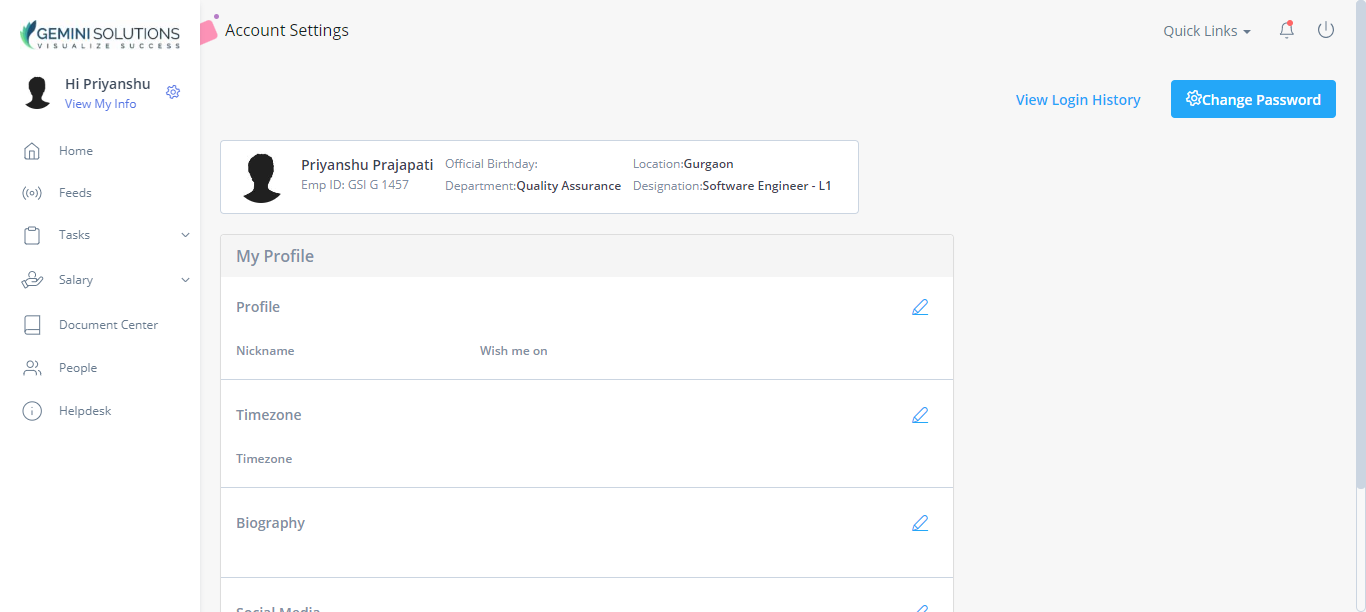 GEMINI SOLUTIONS
VISUALIZE SUCCESS
Account Settings
Quick Links
Hi Priyanshu
View My Info
View Login History
Change Password
Home
Feeds
Tasks
Salary
Document Center
People
Helpdesk
Priyanshu Prajapati
Emp ID: GSI G 1457
Official Birthday:
Department:Quality Assurance
Location:Gurgaon
Designation:Software Engineer - L1
My Profile
Profile
Nickname Wish me on
Timezone
Timezone
Biography
Social Media